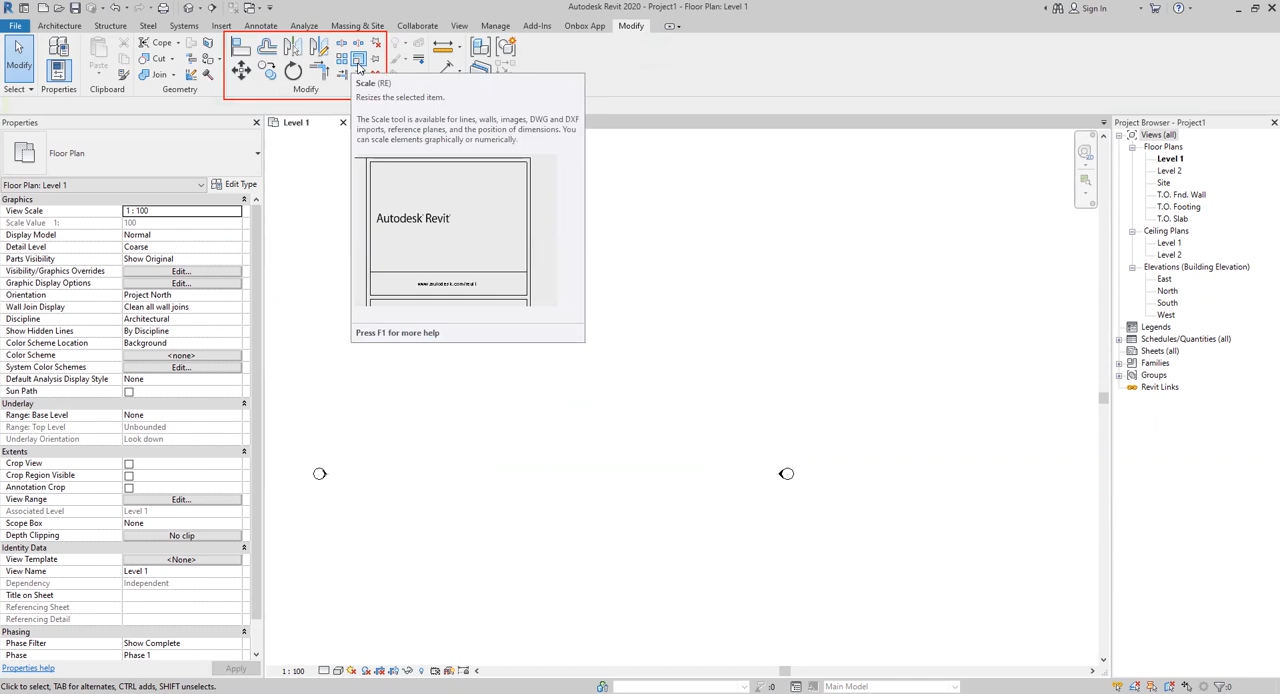 Autodesk Revit 2020 - Project1 - Floor Plan: Level 1
Sign In
File
Architecture
Structure
Steel
Systems
Insert
Annotate
Analyze
Massing & Site
Collaborate
View
Manage
Add-Ins
Onbox App
Modify
Modify
Paste
Cope
Cut
Join
Select
Properties
Clipboard
Geometry
Modify
Scale (RE)
Resizes the selected item.
The Scale tool is available for lines, walls, images, DWG and DXF
imports, reference planes, and the position of dimensions. You
can scale elements graphically or numerically.
Autodesk Revit
Press F1 for more help
Properties
Floor Plan
Floor Plan: Level 1
Edit Type
Graphics
View Scale 1 : 100
Scale Value 1: 100
Display Model Normal
Detail Level Coarse
Parts Visibility Show Original
Visibility/Graphics Overrides Edit...
Graphic Display Options Edit...
Orientation Project North
Wall Join Display Clean all wall joins
Discipline Architectural
Show Hidden Lines By Discipline
Color Scheme Location Background
Color Scheme <none>
System Color Schemes Edit...
Default Analysis Display Style None
Sun Path
Underlay
Range: Base Level None
Range: Top Level Unbounded
Underlay Orientation Look down
Extents
Crop View
Crop Region Visible
Annotation Crop
View Range Edit...
Associated Level Level 1
Scope Box None
Depth Clipping No clip
Identity Data
View Template <None>
View Name Level 1
Dependency Independent
Title on Sheet
Referencing Sheet
Referencing Detail
Phasing
Phase Filter Show Complete
Phase Phase 1
Properties help
Apply
Level 1
1 : 100
Project Browser - Project1
Views (all)
Floor Plans
Level 1
Level 2
Site
T.O. Fnd. Wall
T.O. Footing
T.O. Slab
Ceiling Plans
Level 1
Level 2
Elevations (Building Elevation)
East
North
South
West
Legends
Schedules/Quantities (all)
Sheets (all)
Families
Groups
Revit Links
Click to select, TAB for alternates, CTRL adds, SHIFT unselects.
:0
Main Model
:0